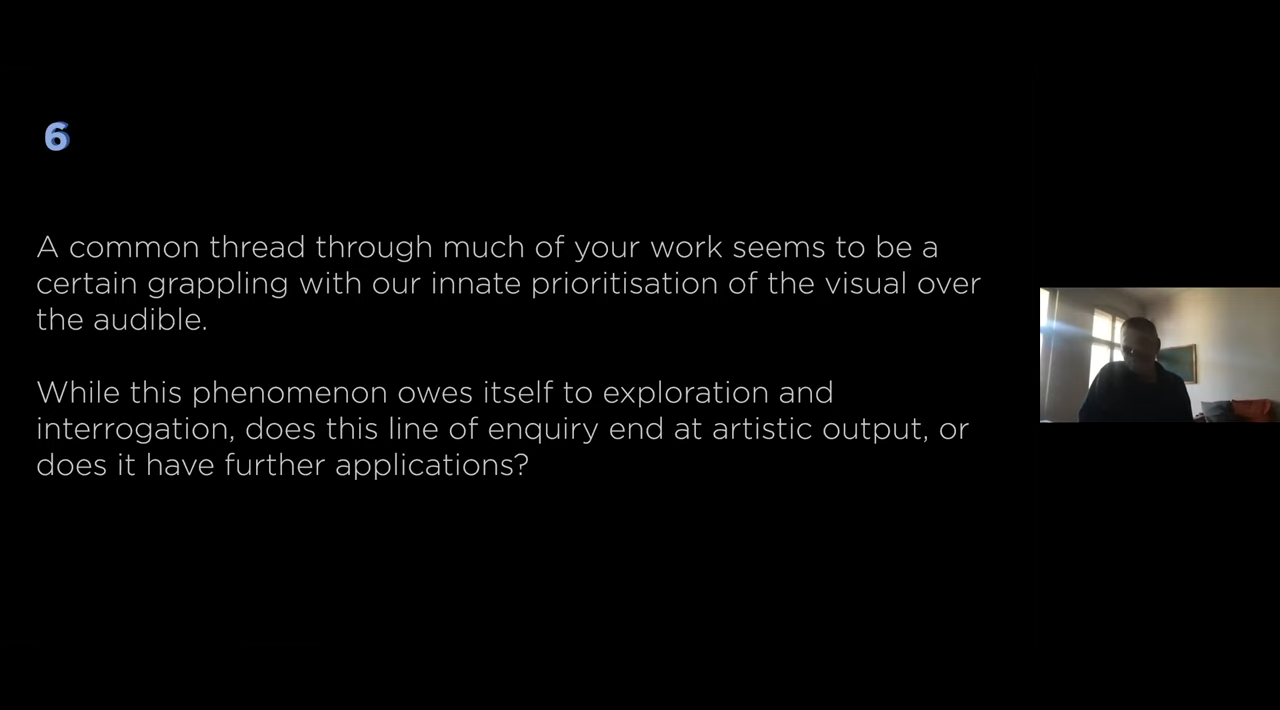 6
A common thread through much of your work seems to be a
certain grappling with our innate prioritisation of the visual over
the audible.
While this phenomenon owes itself to exploration and
interrogation, does this line of enquiry end at artistic output, or
does it have further applications?